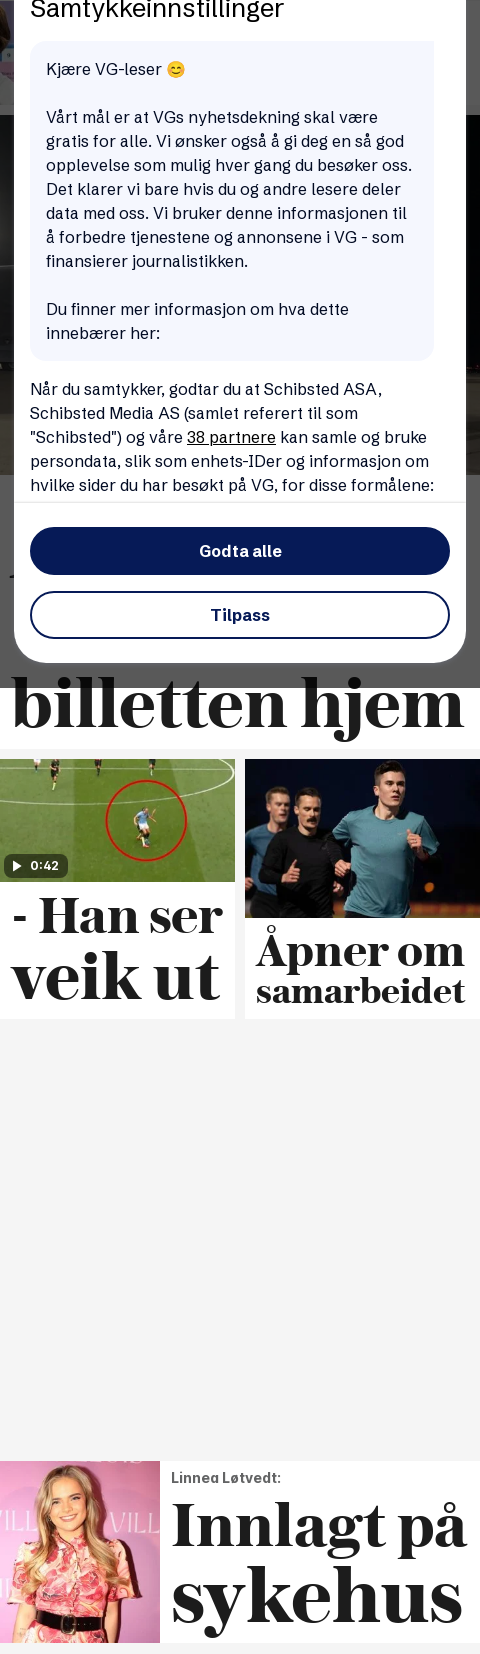 Samtykkeinnstillinger
Kjære VG-leser 😊
Vårt mål er at VGs nyhetsdekning skal være
gratis for alle. Vi ønsker også å gi deg en så god
opplevelse som mulig hver gang du besøker oss.
Det klarer vi bare hvis du og andre lesere deler
data med oss. Vi bruker denne informasjonen til
å forbedre tjenestene og annonsene i VG - som
finansierer journalistikken.
Du finner mer informasjon om hva dette
innebærer her:
Når du samtykker, godtar du at Schibsted ASA,
Schibsted Media AS (samlet referert til som
"Schibsted") og våre 38 partnere kan samle og bruke
persondata, slik som enhets-IDer og informasjon om
hvilke sider du har besøkt på VG, for disse formålene:
Godta alle
Tilpass
billetten hjem
0:42
- Han ser
veik ut
Åpner om
samarbeidet
Linnea Løtvedt:
Innlagt på
sykehus